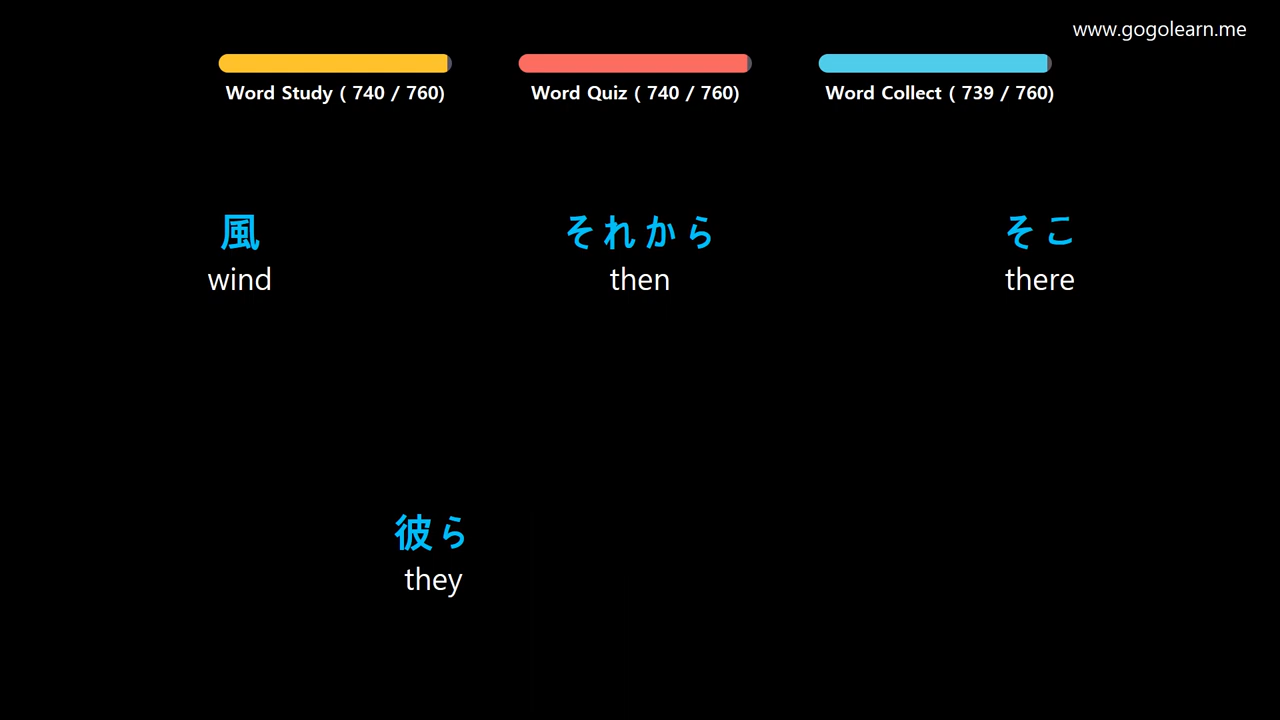 www.gogolearn.me
Word Study ( 740 / 760)
Word Quiz ( 740 / 760)
Word Collect ( 739 / 760)
風
wind
それから
then
そこ
there
彼ら
they